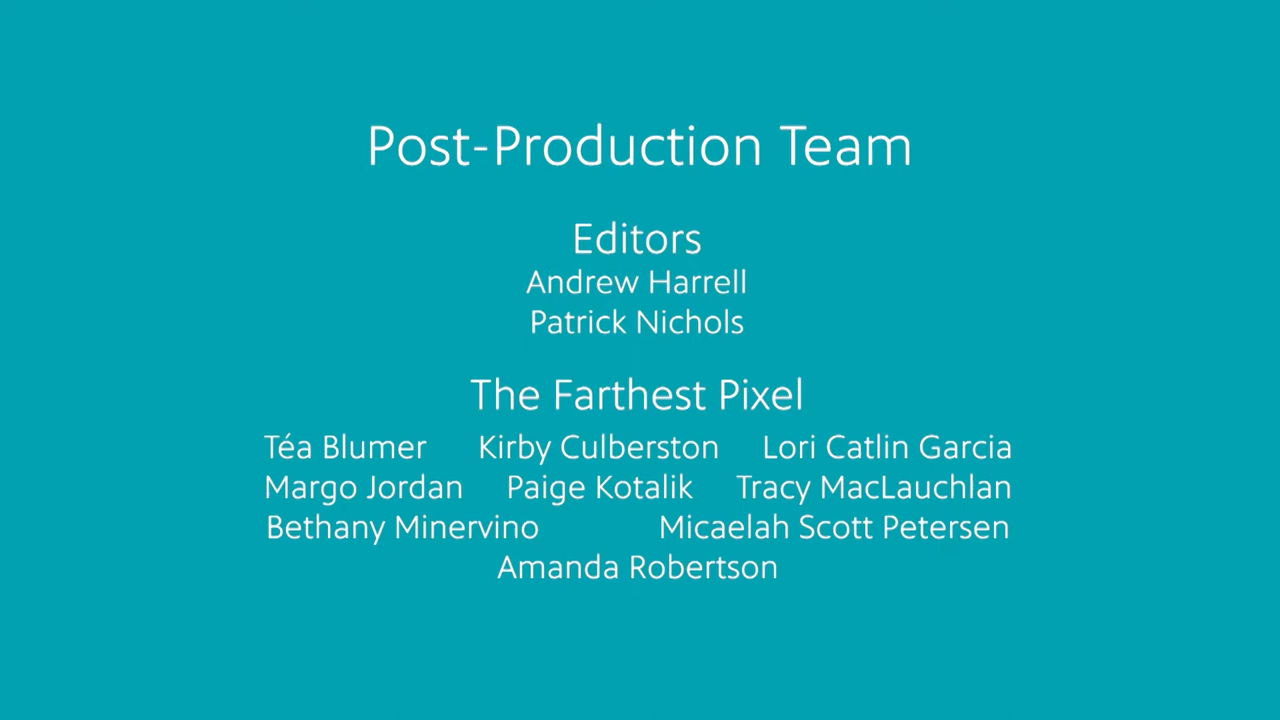 Post-Production Team
Editors
Andrew Harrell
Patrick Nichols
The Farthest Pixel
Téa Blumer Kirby Culberston Lori Catlin Garcia
Margo Jordan Paige Kotalik Tracy MacLauchlan
Bethany Minervino Micaelah Scott Petersen
Amanda Robertson